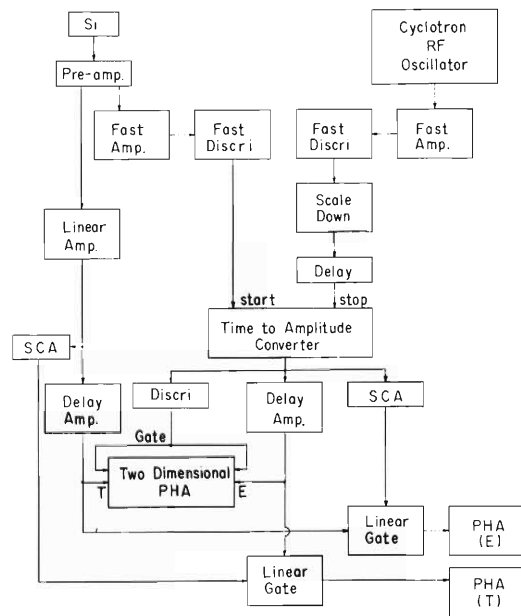 Si
Pre-amp.
Cyclotron
RF
Oscillator
Fast
Amp.
Fast
Discri
Fast
Discri
Fast
Amp.
Scale
Down
Linear
Amp.
Delay
start
stop
Time to Amplitude
Converter
SCA
Delay
Amp.
Discri
Delay
Amp.
SCA
Gate
Two Dimensional
PHA
T
E
Linear
Gate
PHA
(E)
Linear
Gate
PHA
(T)